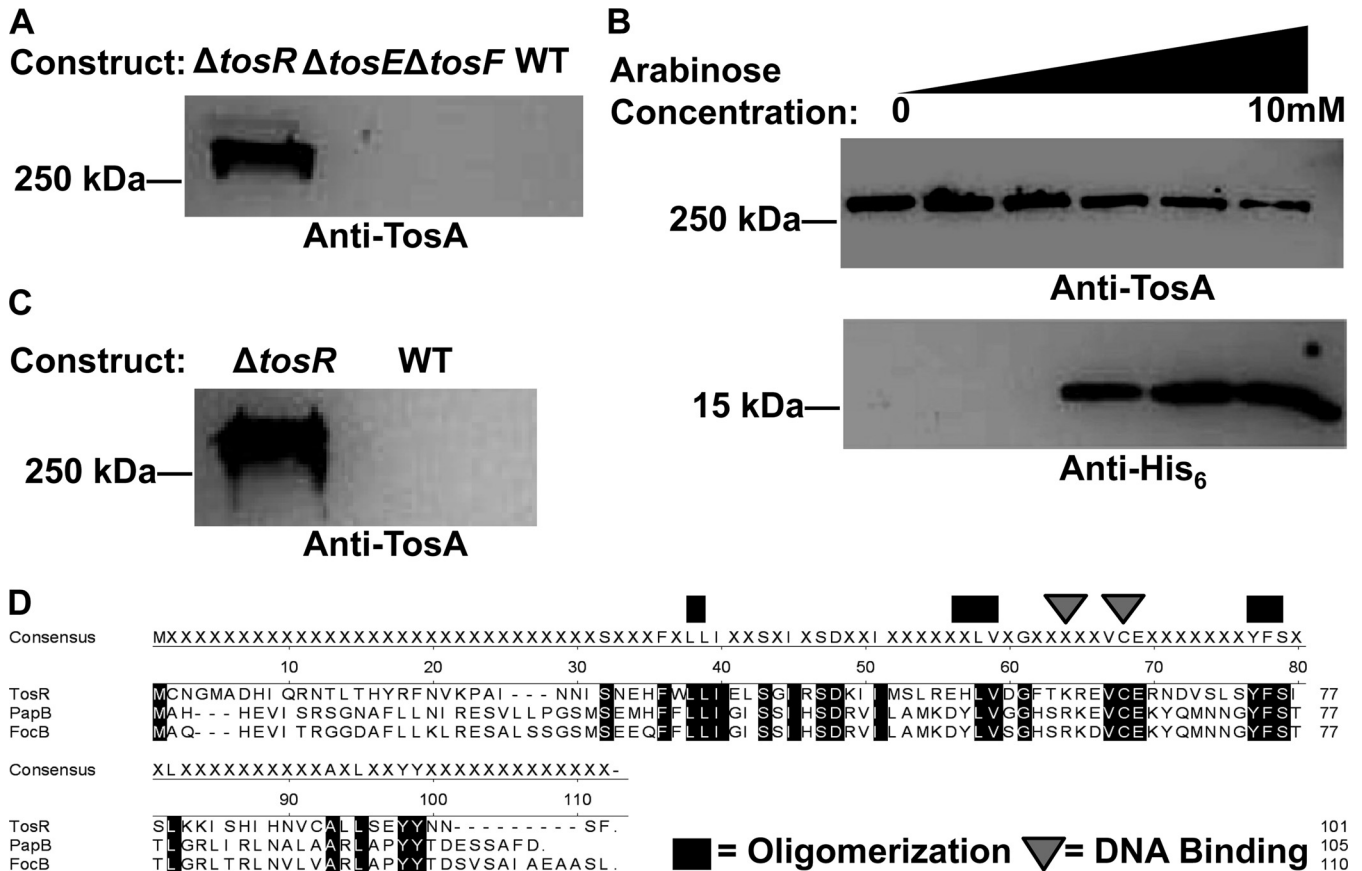 A
Construct: ΔtosR ΔtosEΔtosF WT
250 kDa
Anti-TosA
B
Arabinose
Concentration: 0 10mM
250 kDa
Anti-TosA
15 kDa
Anti-His6
C
Construct: ΔtosR WT
250 kDa
Anti-TosA
D
Consensus MXXXXXXXXXXXXXXXXXXXXXXXXXXXXXXSXXXFXLLIXXSXIXSDXXIXXXXXXLVXGXXXXXVCEXXXXXXXYFSX
10 20 30 40 50 60 70 80
TosR MCNGMADHIQRNTLTHYRFNVKPAI---NNISNEHFWLLIELSGIRSDKIIMSLREHLVDGFTKREVCERNDVSLSYFSI 77
PapB MAH---HEVISRSGNAFLLNIRESVLLPGSMSEMHFFLLIGISSIHSDRVILAMKDYLVGGHSRKEVCEKYQMNNGYFST 77
FocB MAQ---HEVITRGGDAFLLKLRESALSSGSMSEEQFFLLIGISSIHSDRVILAMKDYLVSGHSRKDVCEKYQMNNGYFST 77
Consensus XLXXXXXXXXXXAXLXXYYXXXXXXXXXXXXX-
90 100 110
TosR SLKKISHIHNVCALLSEYYNN---------SF. 101
PapB TLGRLIRLNALAARLAPYYTDESSAFD. 105
FocB TLGRLTRLNVLVARLAPYYTDSVSAIAEAASL. 110
= Oligomerization = DNA Binding